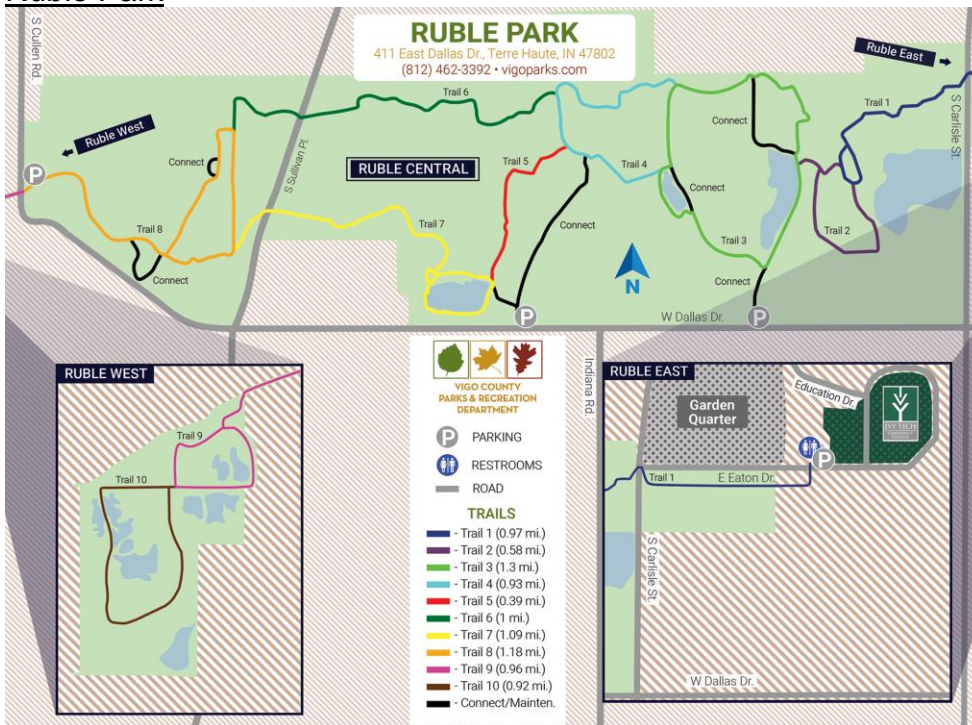 Ruble Park
RUBLE PARK
411 East Dallas Dr., Terre Haute, IN 47802
(812) 462-3392 • vigoparks.com
S Cullen Rd.
Ruble East
Trail 6
Trail 1
S Carlisle St.
Ruble West
Connect
S Sullivan Pl.
RUBLE CENTRAL
Trail 5
Connect
Trail 4
Connect
P
Trail 8
Connect
Trail 7
Connect
Trail 3
Trail 2
N
Connect
P
P
W Dallas Dr.
RUBLE WEST
Trail 9
Trail 10
VIGO COUNTY
PARKS & RECREATION
DEPARTMENT
P PARKING
RESTROOMS
ROAD
TRAILS
- Trail 1 (0.97 mi.)
- Trail 2 (0.58 mi.)
- Trail 3 (1.3 mi.)
- Trail 4 (0.93 mi.)
- Trail 5 (0.39 mi.)
- Trail 6 (1 mi.)
- Trail 7 (1.09 mi.)
- Trail 8 (1.18 mi.)
- Trail 9 (0.96 mi.)
- Trail 10 (0.92 mi.)
- Connect/Mainten.
Indiana Rd.
RUBLE EAST
Education Dr.
Garden
Quarter
IVY TECH
P
Trail 1
E Eaton Dr.
S Carlisle St.
W Dallas Dr.